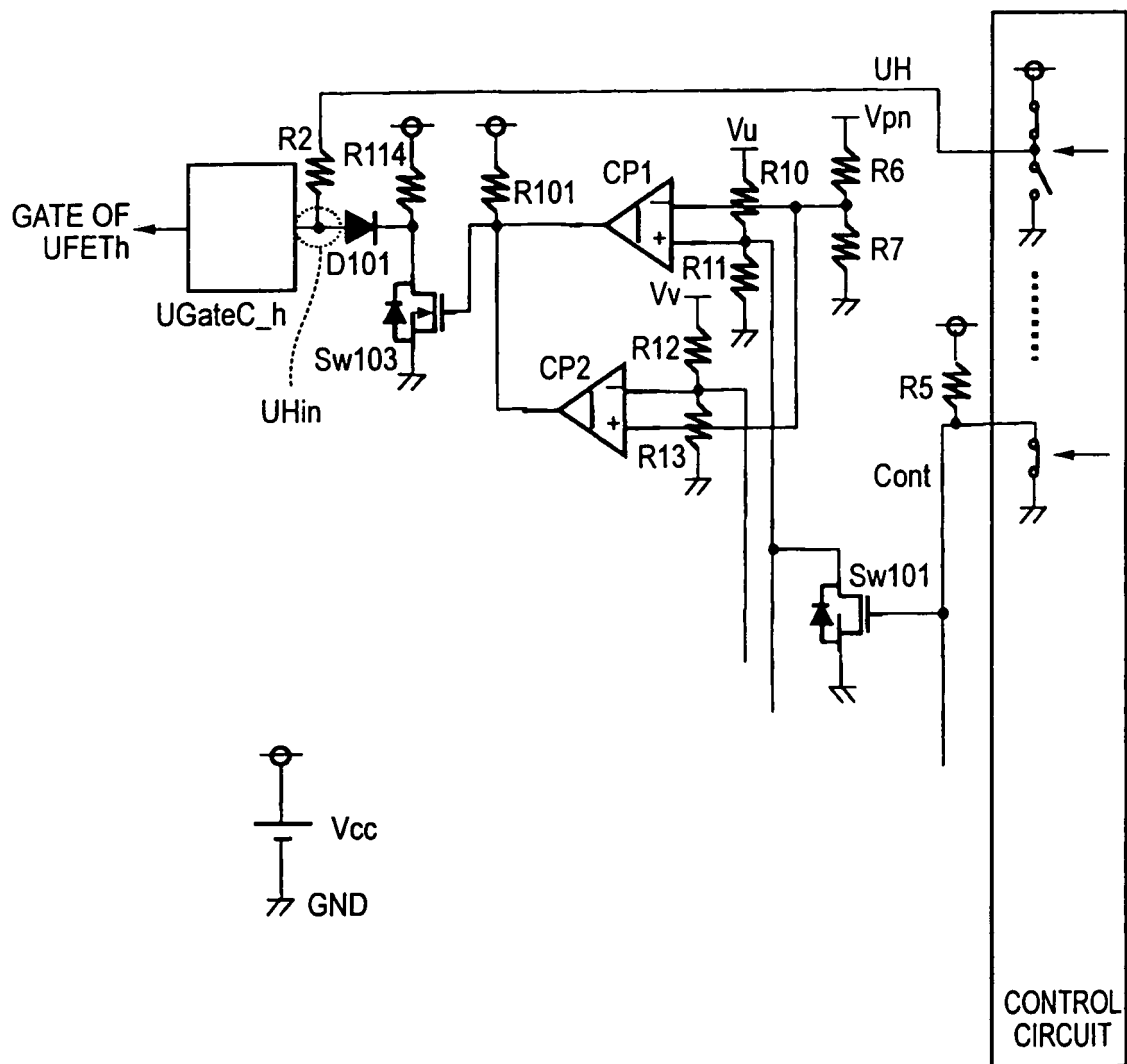 UH
R2
R114
R101
CP1
Vu
R10
Vpn
R6
−
+
R7
GATE OF
UFETh
D101
UGateC_h
R11
Vv
Sw103
CP2
R12
−
+
R13
UHin
R5
Cont
Sw101
Vcc
GND
CONTROL
CIRCUIT